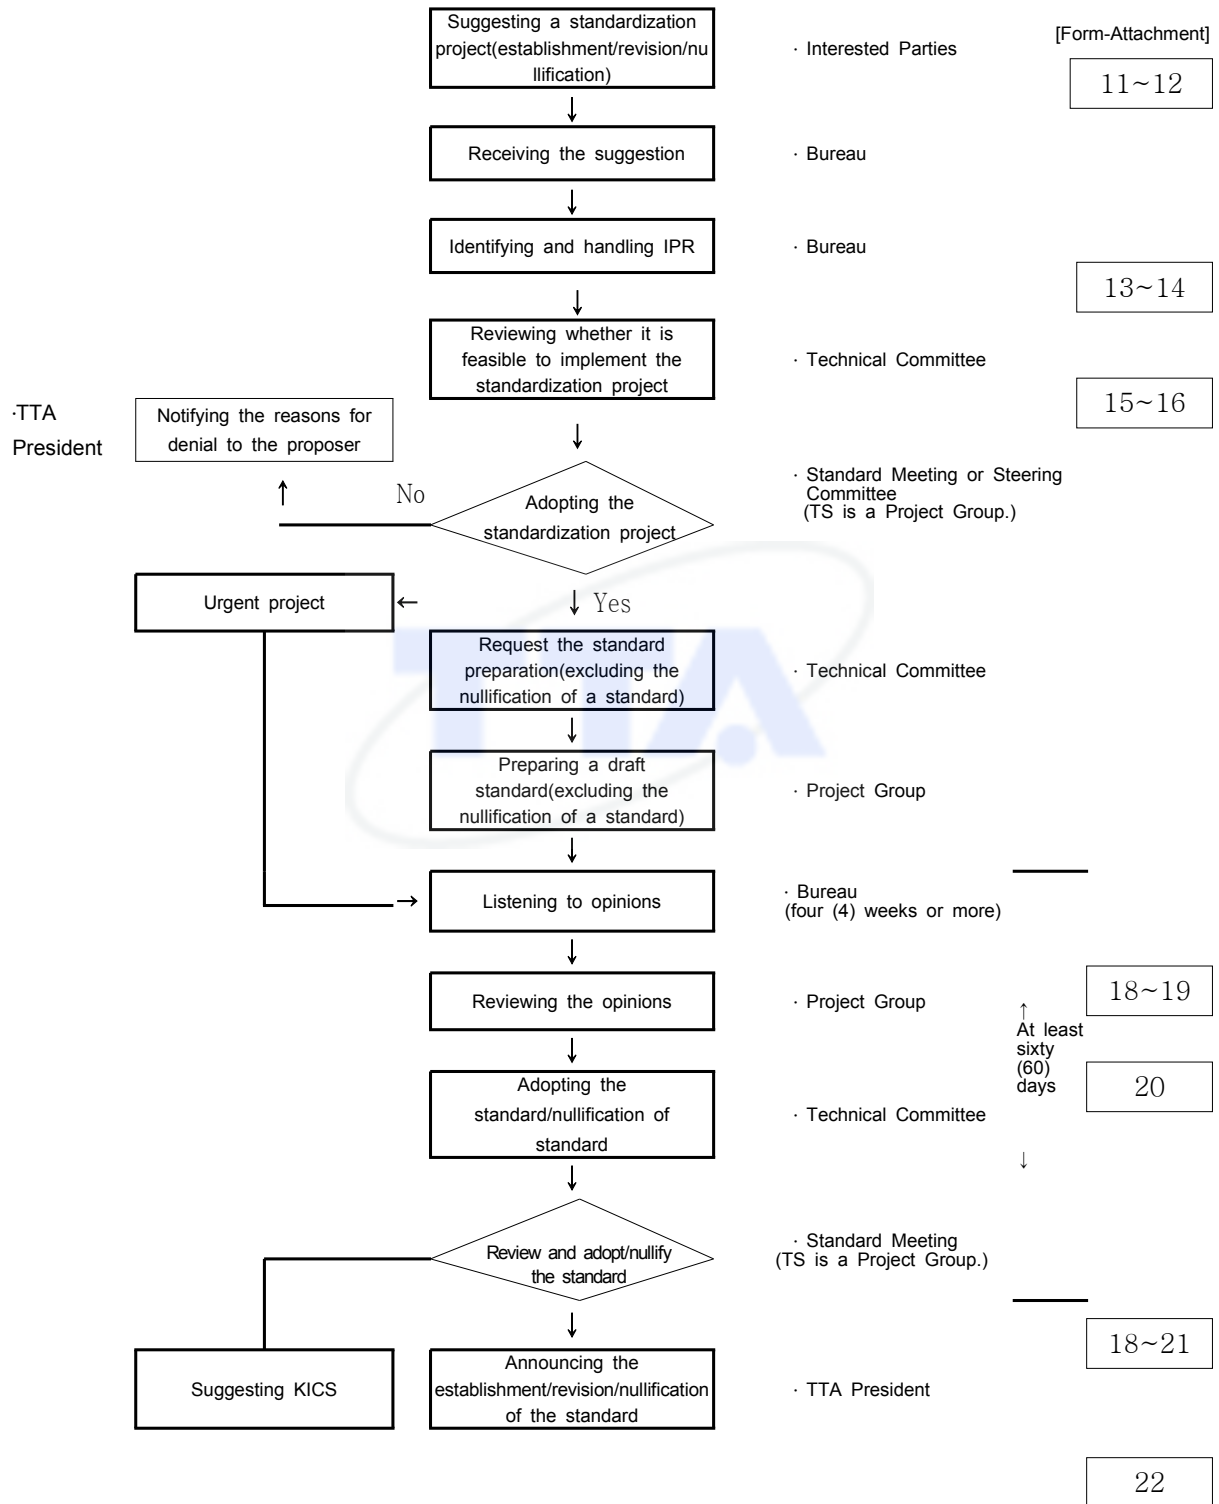 Suggesting a standardization
project(establishment/revision/nu
llification)
· Interested Parties
[Form-Attachment]
11~12
Receiving the suggestion
· Bureau
Identifying and handling IPR
· Bureau
13~14
Reviewing whether it is
feasible to implement the
standardization project
· Technical Committee
15~16
·TTA
President
Notifying the reasons for
denial to the proposer
No
Adopting the
standardization project
· Standard Meeting or Steering
Committee
(TS is a Project Group.)
Urgent project
Yes
Request the standard
preparation(excluding the
nullification of a standard)
· Technical Committee
TTA
Preparing a draft
standard(excluding the
nullification of a standard)
· Project Group
Listening to opinions
· Bureau
(four (4) weeks or more)
Reviewing the opinions
· Project Group
18~19
At least
sixty
(60)
days
20
Adopting the
standard/nullification of
standard
· Technical Committee
Review and adopt/nullify
the standard
· Standard Meeting
(TS is a Project Group.)
18~21
Suggesting KICS
Announcing the
establishment/revision/nullification
of the standard
· TTA President
22